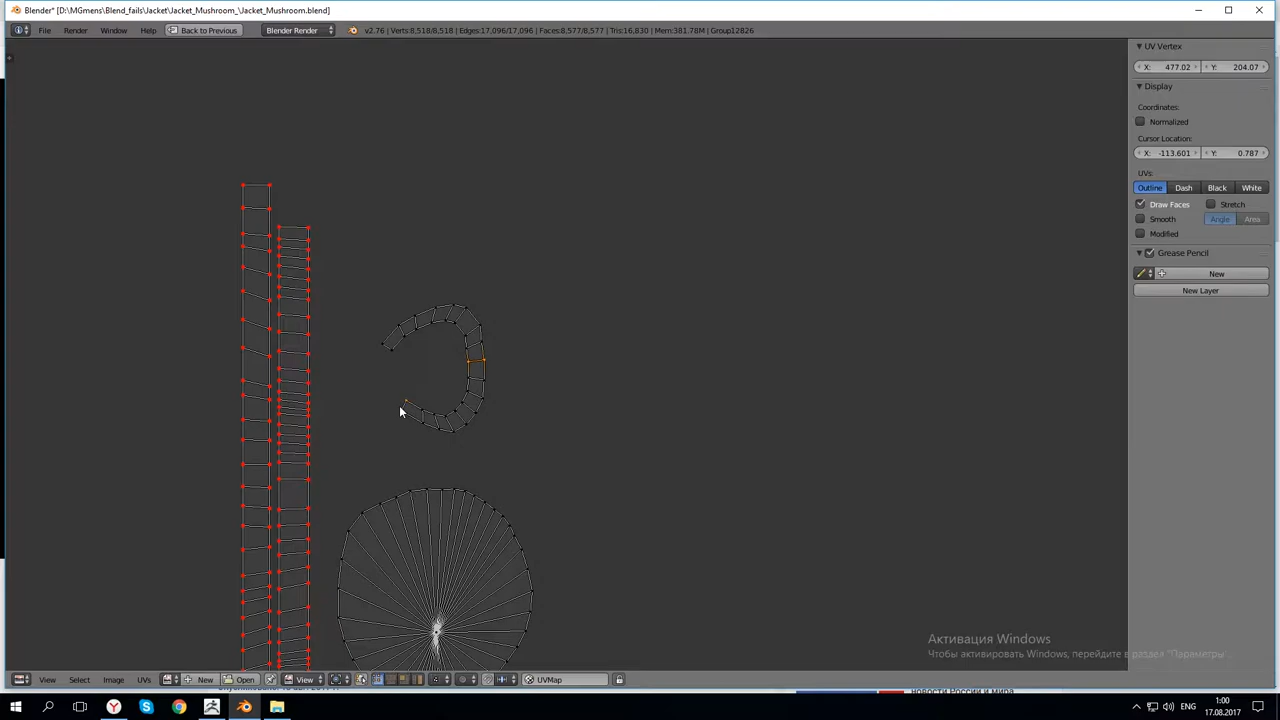 Blender* [D:\MGmens\Blend_fails\Jacket_Mushroom_\Jacket_Mushroom.blend]
File Render Window Help Back to Previous Blender Render v2.76 | Verts:8,518/8,518 | Edges:17,096/17,096 | Faces:8,577/8,577 | Tris:16,630 | Mem:381.78M | Group12826
UV Vertex
X: 477.02 Y: 204.07
Display
Coordinates:
Normalized
Cursor Location:
X: -113.601 Y: 0.787
UVs:
Outline Dash Black White
Draw Faces Stretch
Smooth Angle Area
Modified
Grease Pencil
New
New Layer
Активация Windows
Чтобы активировать Windows, перейдите в раздел "Параметры".
View Select Image UVs New Open View UVMap
новости России и мира
ENG
1:00
17.08.2017